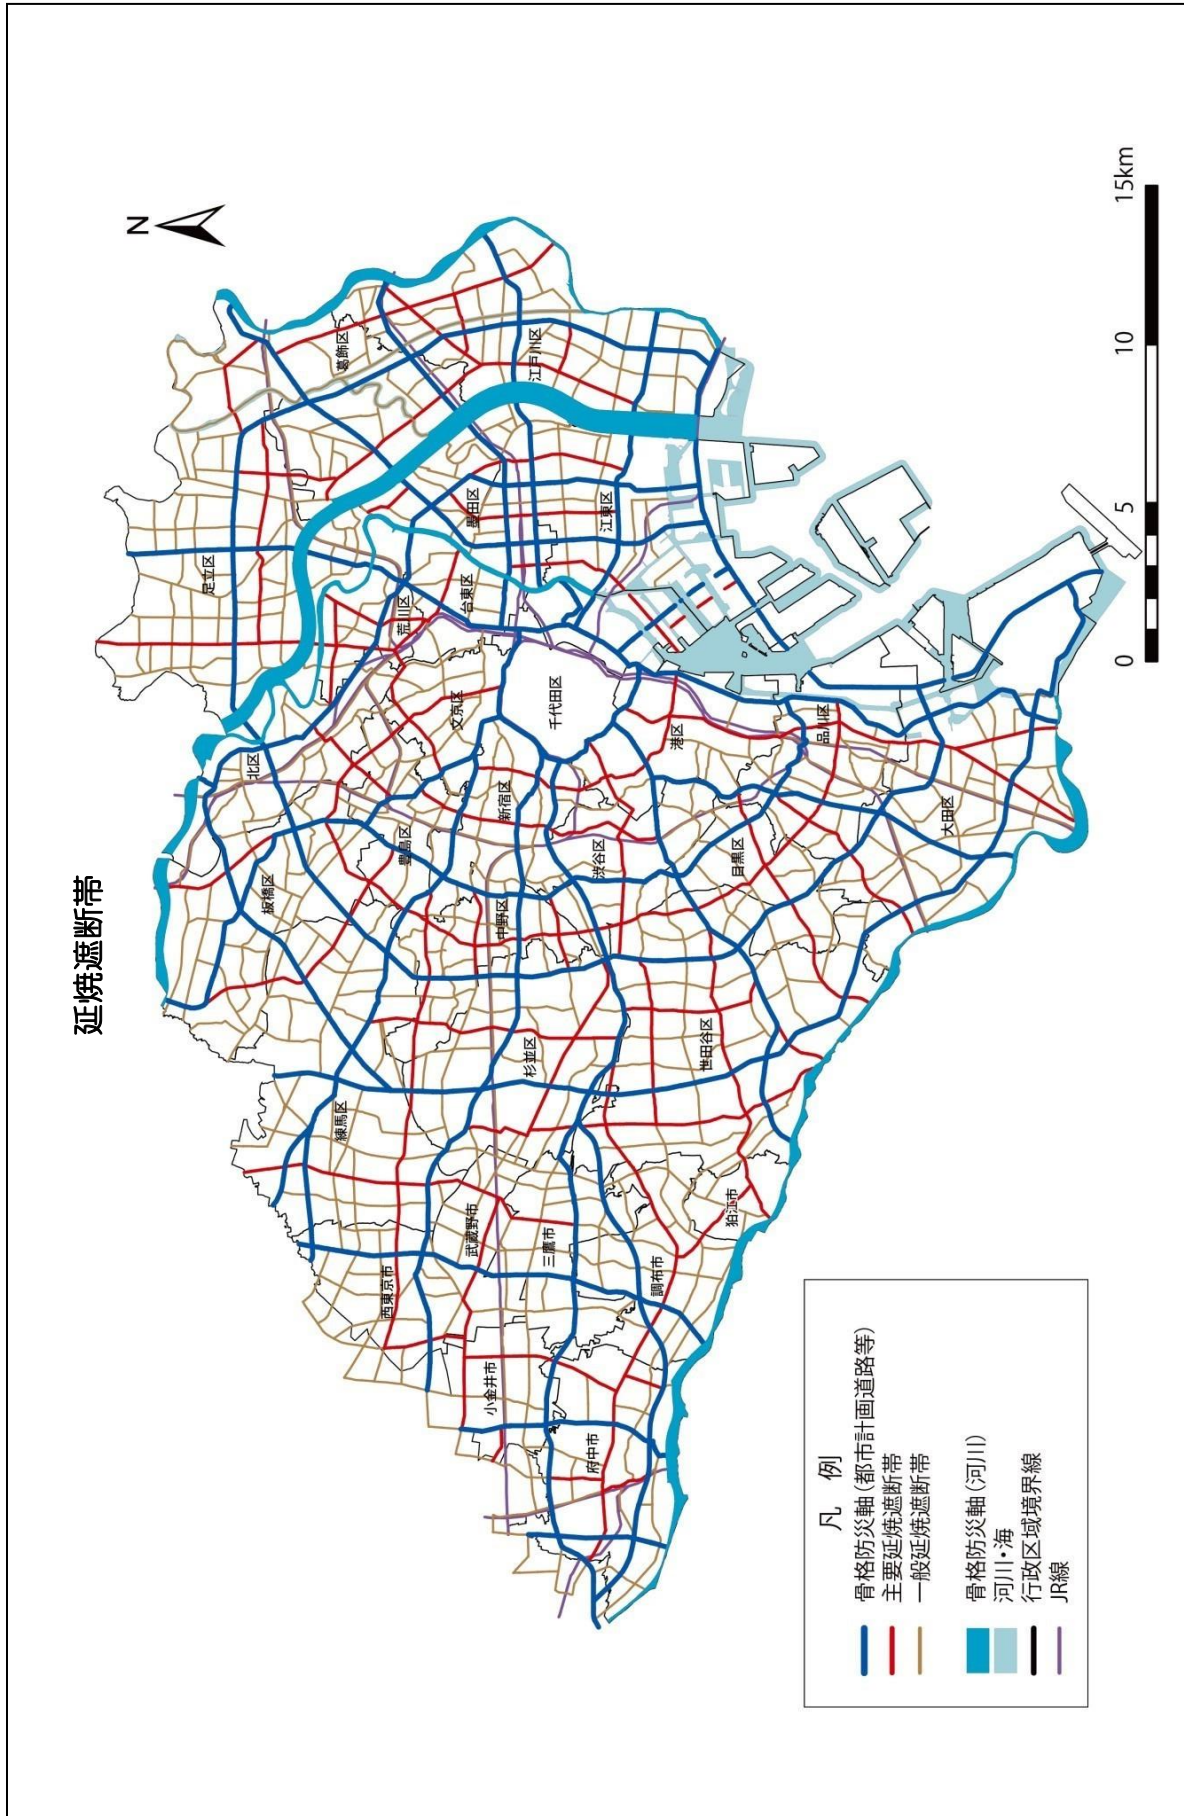 延焼遮断帯
N
足立区
葛飾区
北区
荒川区
板橋区
墨田区
台東区
江戸川区
文京区
豊島区
練馬区
江東区
千代田区
新宿区
中野区
杉並区
西東京市
武蔵野市
港区
渋谷区
三鷹市
小金井市
品川区
目黒区
世田谷区
調布市
府中市
狛江市
大田区
凡 例
骨格防災軸(都市計画道路等)
主要延焼遮断帯
一般延焼遮断帯
骨格防災軸(河川)
河川・海
行政区域境界線
JR線
0 5 10 15km